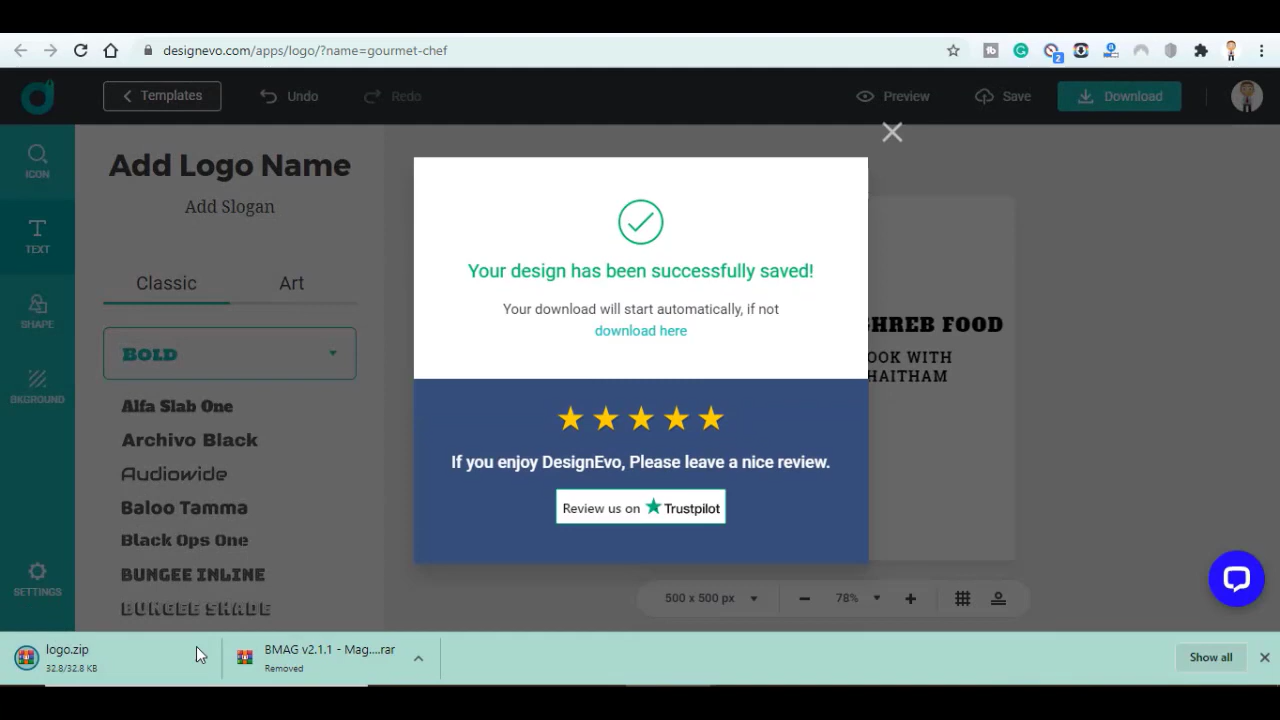 designevo.com/apps/logo/?name=gourmet-chef
2
Templates
Undo
Redo
Preview
Save
Download
ICON
TEXT
SHAPE
BKGROUND
SETTINGS
Add Logo Name
Add Slogan
Classic
Art
BOLD
Alfa Slab One
Archivo Black
Audiowide
Baloo Tamma
Black Ops One
BUNGEE INLINE
BUNGEE SHADE
Your design has been successfully saved!
Your download will start automatically, if not
download here
If you enjoy DesignEvo, Please leave a nice review.
Review us on Trustpilot
HREB FOOD
OOK WITH
HAITHAM
500 x 500 px
78%
logo.zip
32.8/32.8 KB
BMAG v2.1.1 - Mag....rar
Removed
Show all